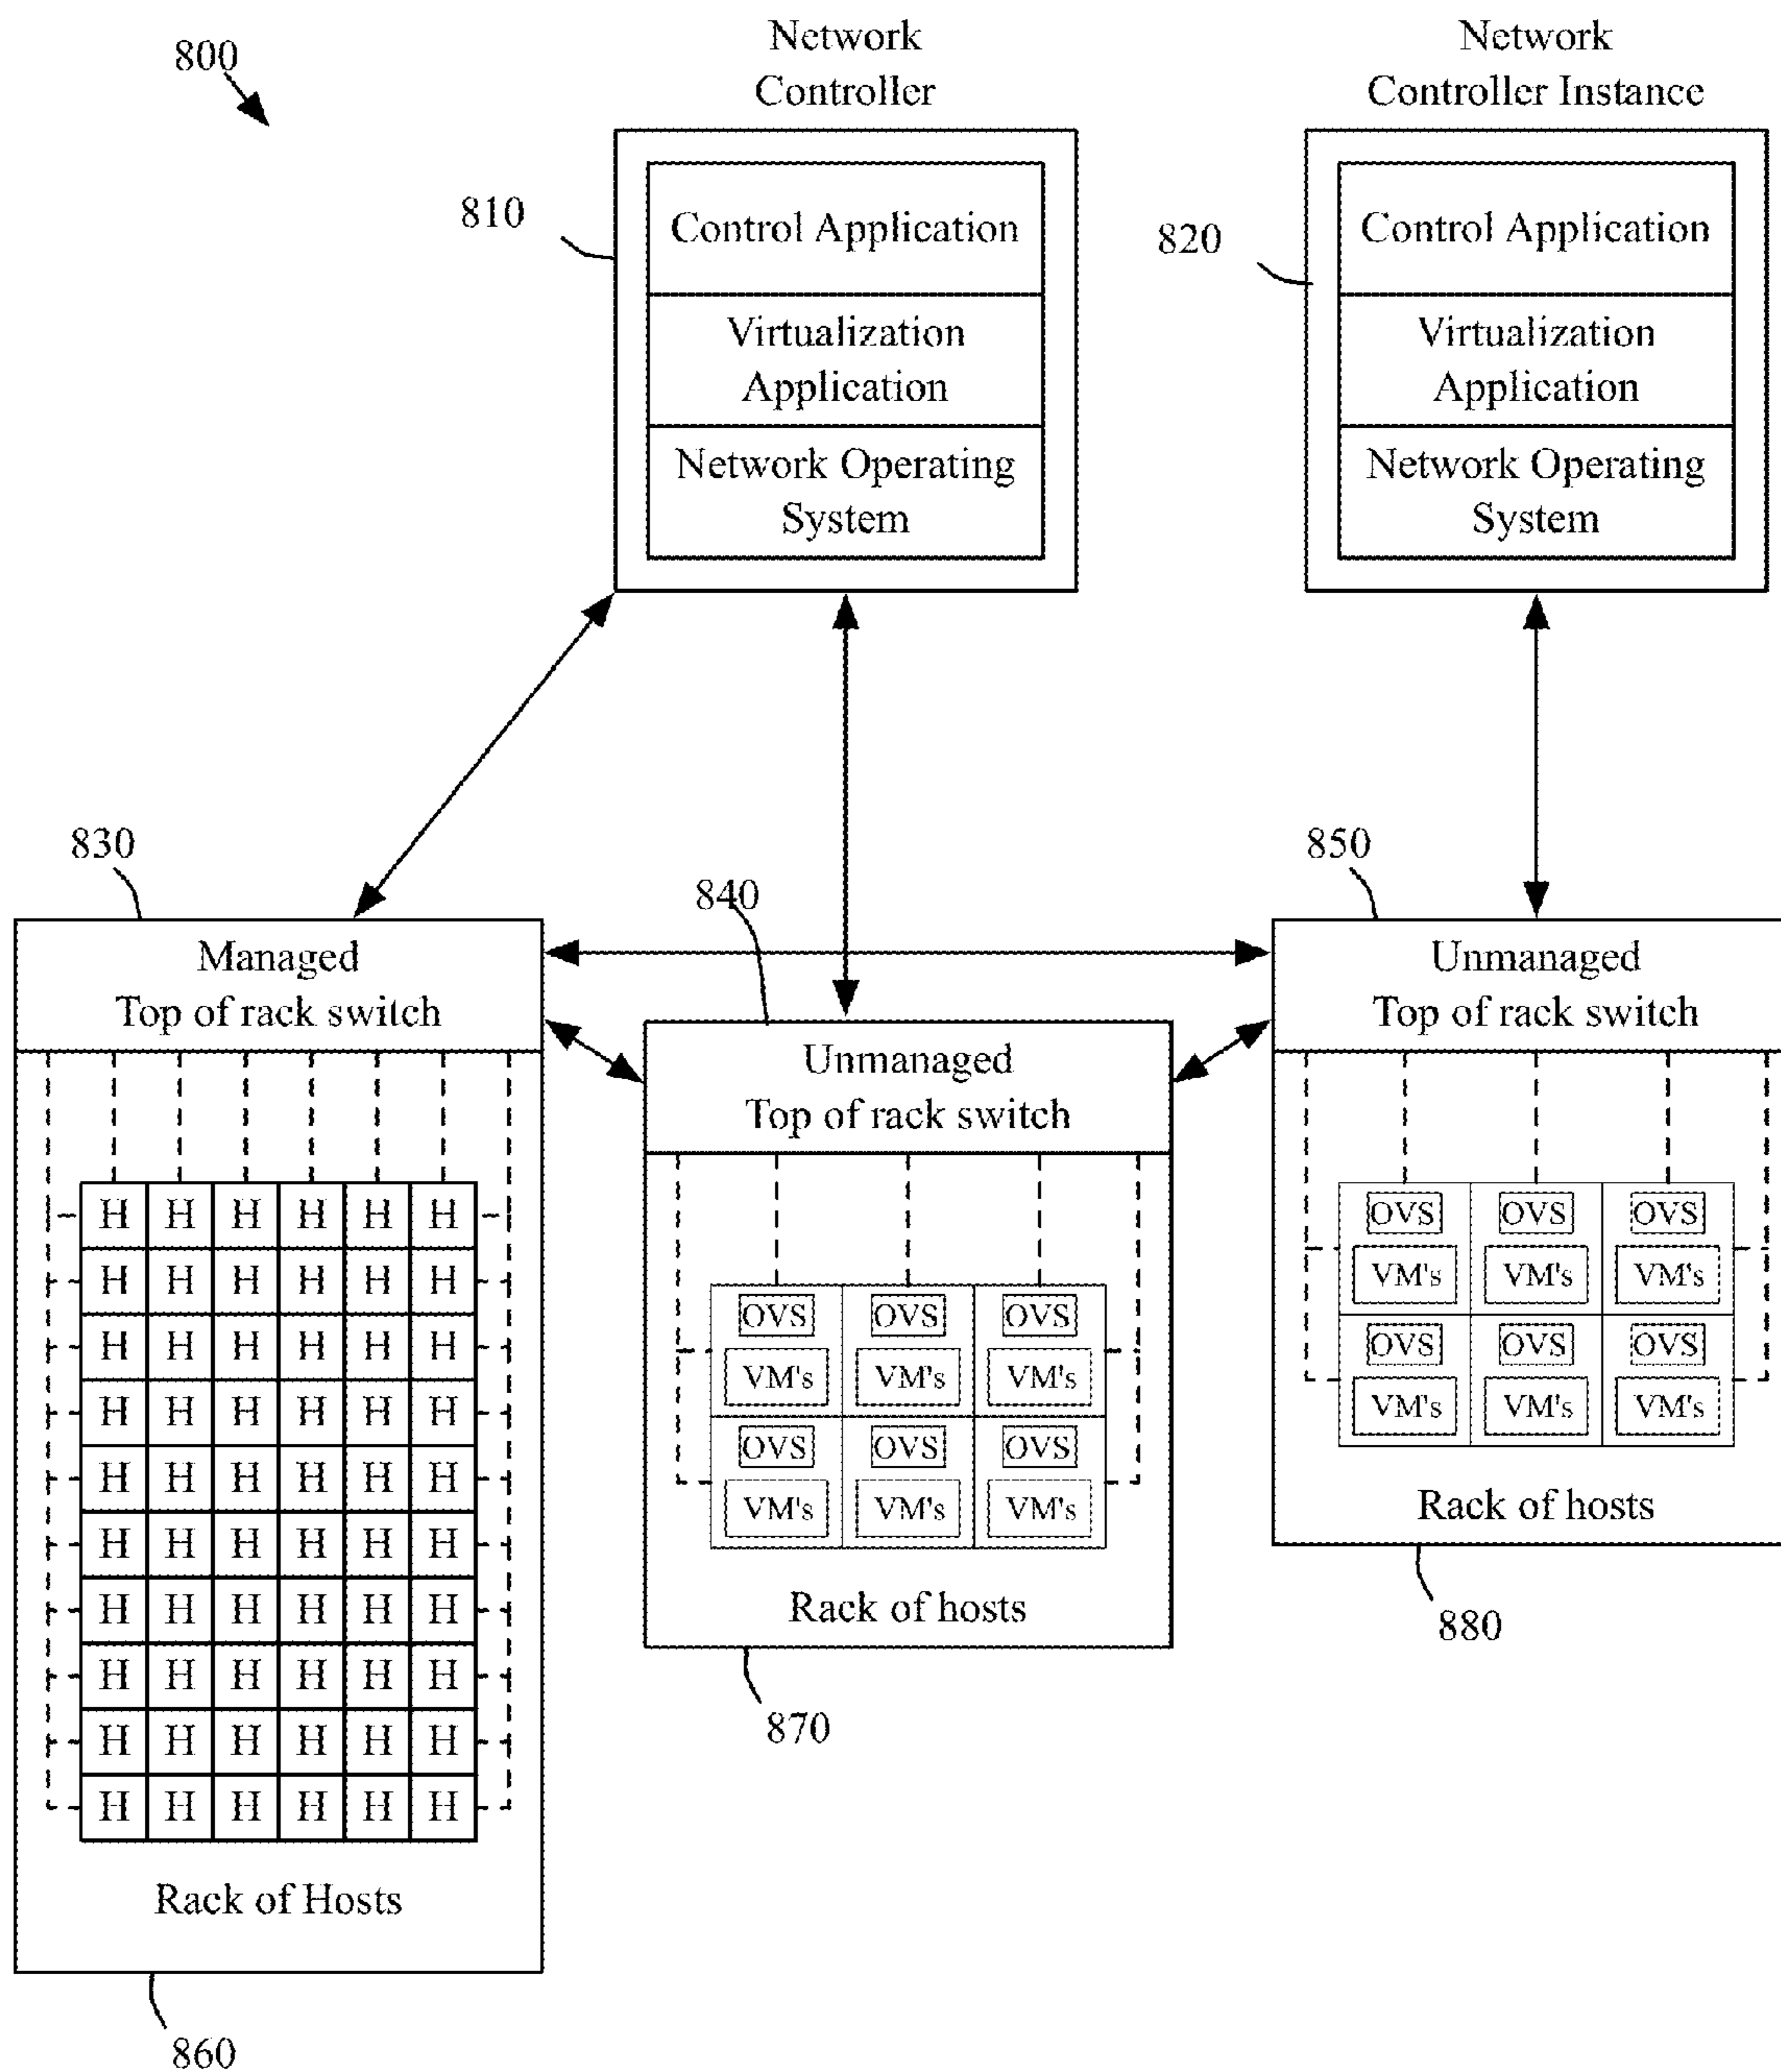 800
Network
Controller
Network
Controller Instance
810
Control Application
Virtualization
Application
Network Operating
System
820
Control Application
Virtualization
Application
Network Operating
System
830
Managed
Top of rack switch
H H H H H H
H H H H H H
H H H H H H
H H H H H H
H H H H H H
H H H H H H
H H H H H H
H H H H H H
H H H H H H
H H H H H H
Rack of Hosts
860
840
Unmanaged
Top of rack switch
OVS OVS OVS
VM's VM's VM's
OVS OVS OVS
VM's VM's VM's
Rack of hosts
870
850
Unmanaged
Top of rack switch
OVS OVS OVS
VM's VM's VM's
OVS OVS OVS
VM's VM's VM's
Rack of hosts
880